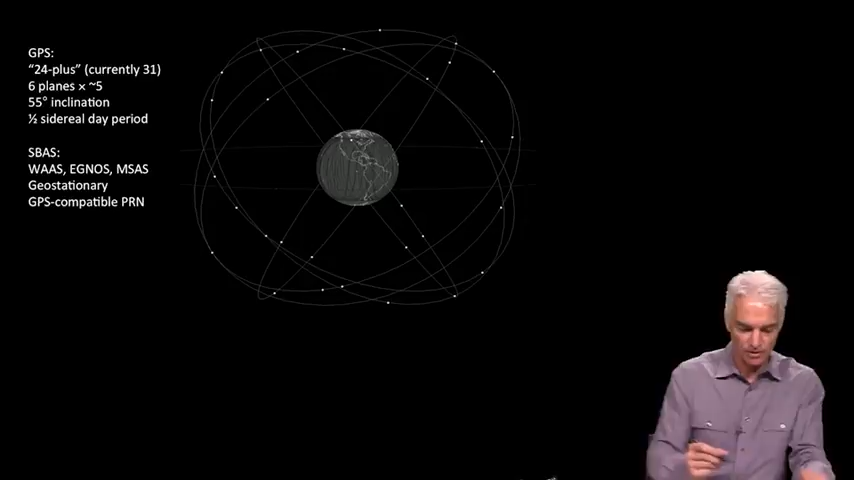 GPS:
“24-plus” (currently 31)
6 planes × ~5
55° inclination
½ sidereal day period
SBAS:
WAAS, EGNOS, MSAS
Geostationary
GPS-compatible PRN